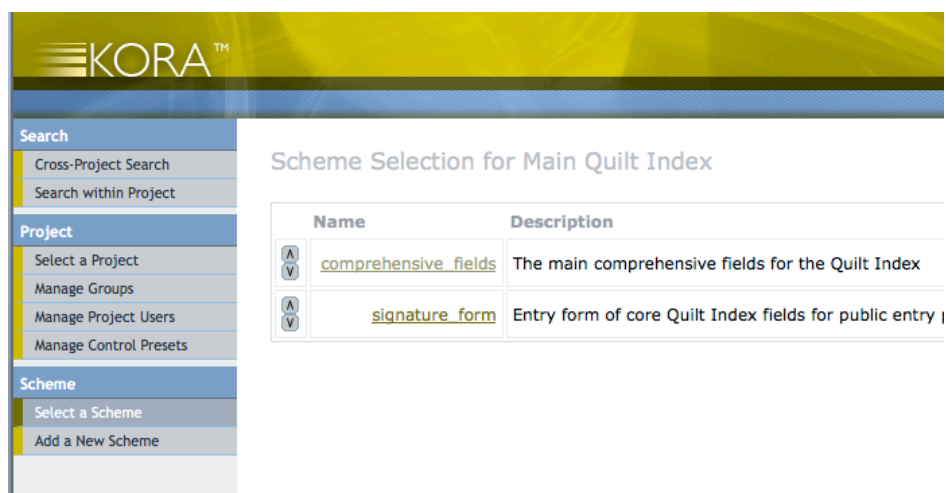 KORA™
Search
Cross-Project Search
Search within Project
Project
Select a Project
Manage Groups
Manage Project Users
Manage Control Presets
Scheme
Select a Scheme
Add a New Scheme
Scheme Selection for Main Quilt Index
Name Description
comprehensive_fields The main comprehensive fields for the Quilt Index
signature_form Entry form of core Quilt Index fields for public entry